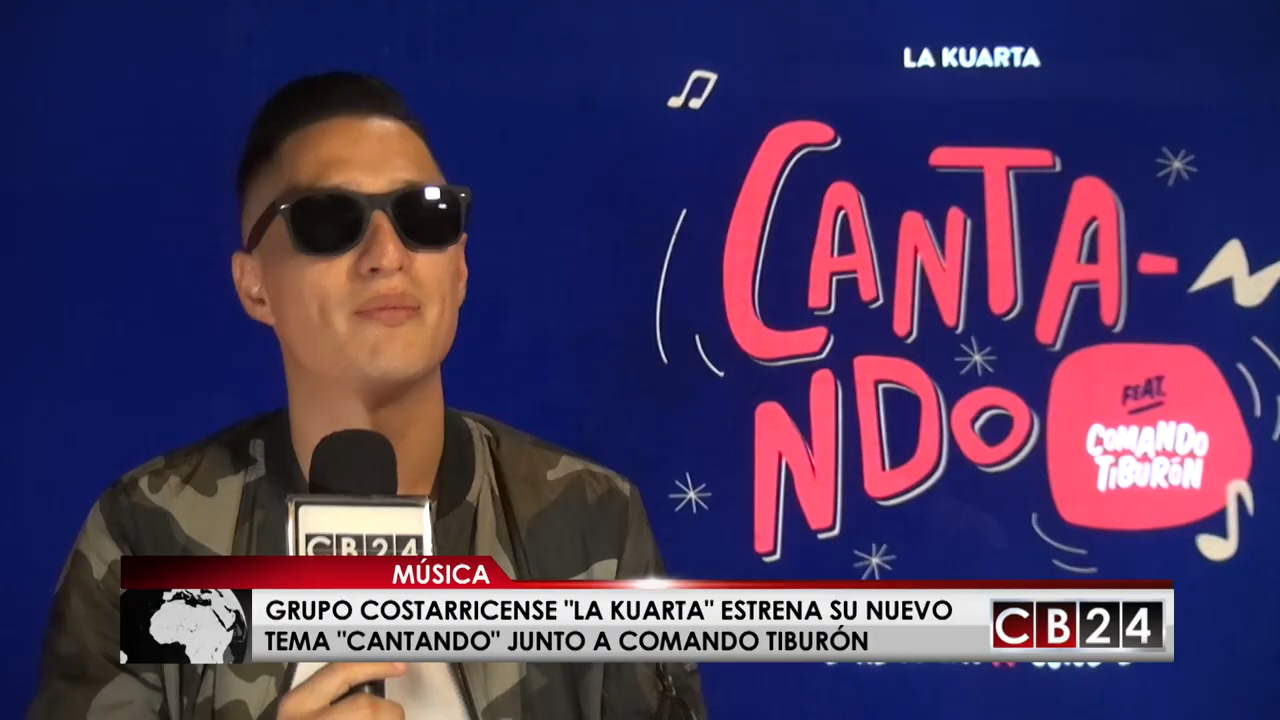 LA KUARTA
CANTA-
NDO
FEAT.
COMANDO
TIBURÓN
CB24
MÚSICA
GRUPO COSTARRICENSE "LA KUARTA" ESTRENA SU NUEVO
TEMA "CANTANDO" JUNTO A COMANDO TIBURÓN
CB24